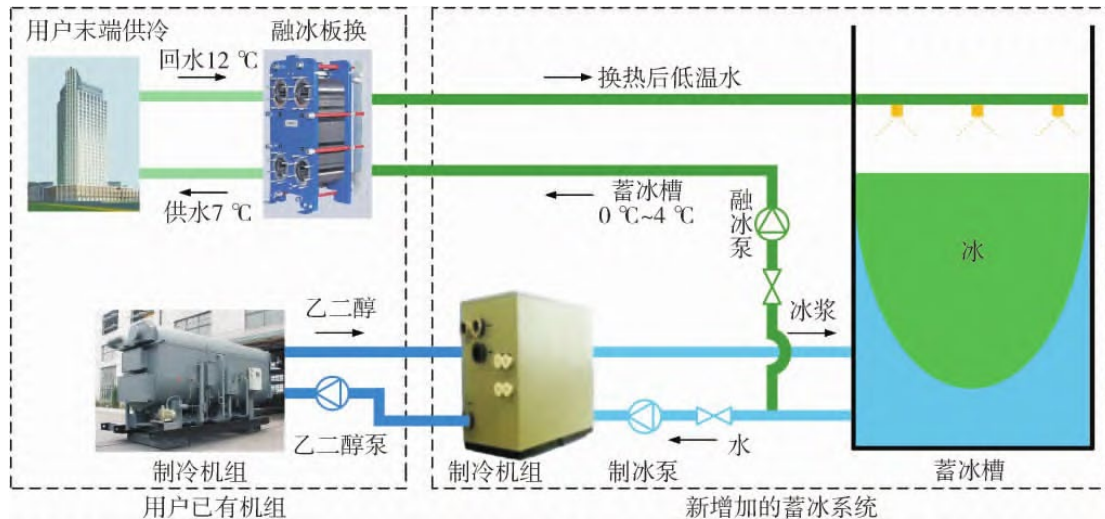 用户末端供冷
融冰板换
回水12 ℃
换热后低温水
供水7 ℃
蓄冰槽
0 ℃~4 ℃
融冰泵
冰
乙二醇
冰浆
乙二醇泵
水
制冷机组
制冷机组
制冰泵
蓄冰槽
用户已有机组
新增加的蓄冰系统